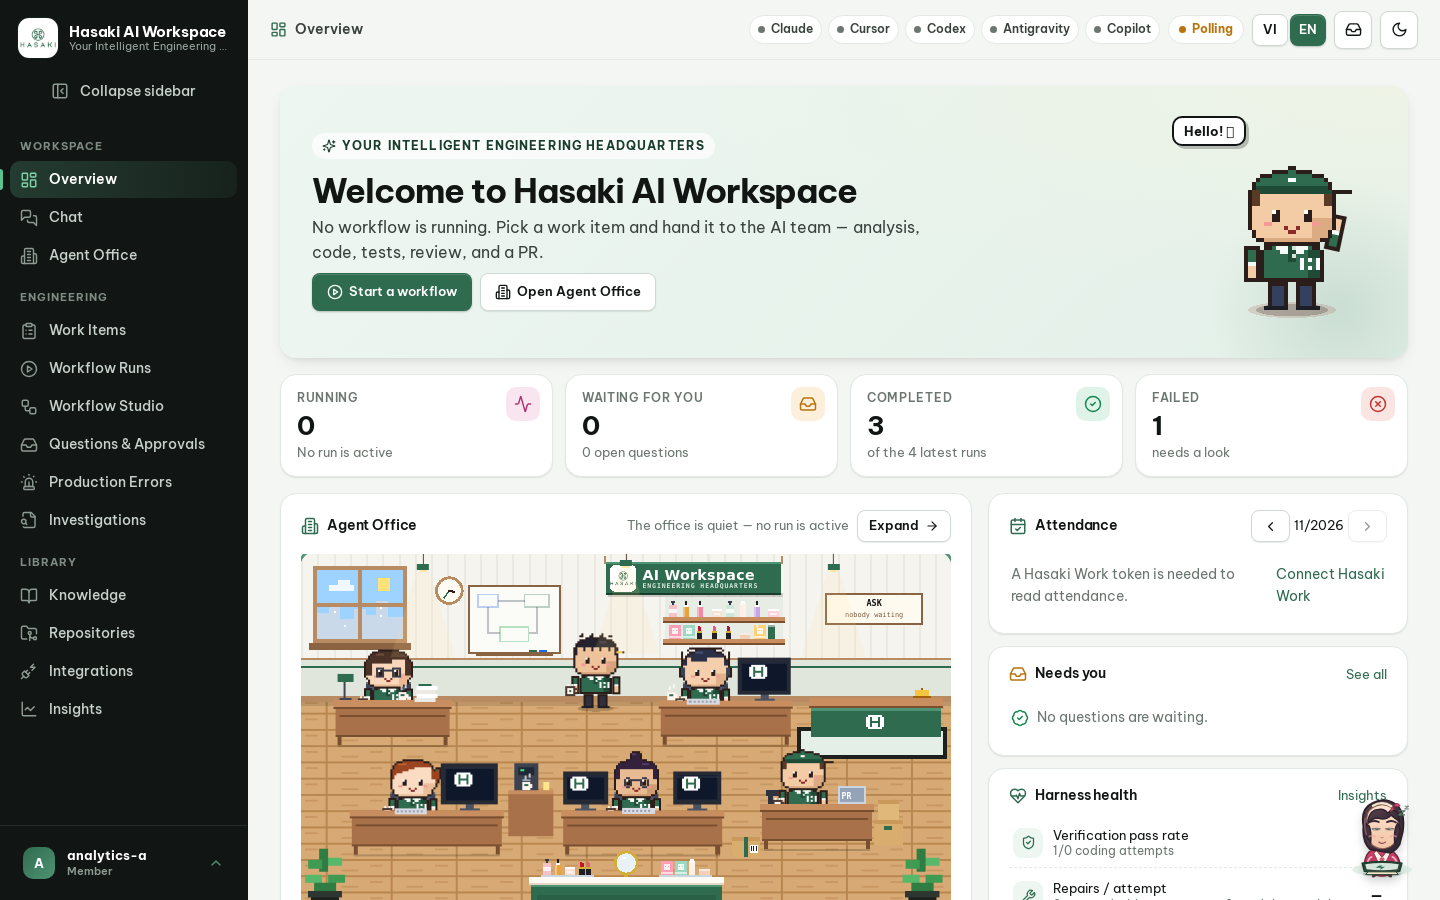 Hasaki AI Workspace
Your Intelligent Engineering ...
Collapse sidebar
WORKSPACE
Overview
Chat
Agent Office
ENGINEERING
Work Items
Workflow Runs
Workflow Studio
Questions & Approvals
Production Errors
Investigations
LIBRARY
Knowledge
Repositories
Integrations
Insights
A
analytics-a
Member
Overview
Claude
Cursor
Codex
Antigravity
Copilot
Polling
VI
EN
YOUR INTELLIGENT ENGINEERING HEADQUARTERS
Welcome to Hasaki AI Workspace
No workflow is running. Pick a work item and hand it to the AI team — analysis,
code, tests, review, and a PR.
Start a workflow
Open Agent Office
Hello!
RUNNING
0
No run is active
WAITING FOR YOU
0
0 open questions
COMPLETED
3
of the 4 latest runs
FAILED
1
needs a look
Agent Office
The office is quiet — no run is active
Expand
HASAKI
AI Workspace
ENGINEERING HEADQUARTERS
ASK
nobody waiting
H
H
H
H
H
PR
Attendance
11/2026
A Hasaki Work token is needed to
read attendance.
Connect Hasaki
Work
Needs you
See all
No questions are waiting.
Harness health
Insights
Verification pass rate
1/0 coding attempts
Repairs / attempt